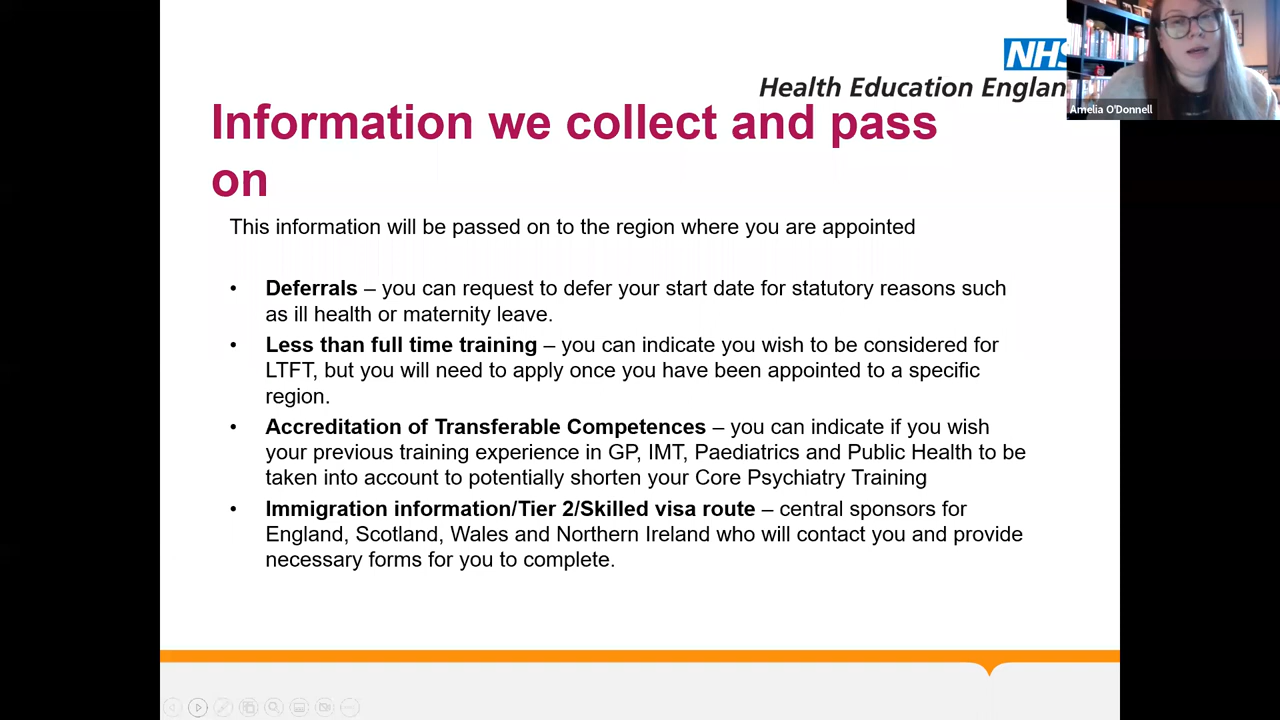 NHS
Health Education Englan
Amelia O'Donnell
Information we collect and pass
on
This information will be passed on to the region where you are appointed
• Deferrals – you can request to defer your start date for statutory reasons such
as ill health or maternity leave.
• Less than full time training – you can indicate you wish to be considered for
LTFT, but you will need to apply once you have been appointed to a specific
region.
• Accreditation of Transferable Competences – you can indicate if you wish
your previous training experience in GP, IMT, Paediatrics and Public Health to be
taken into account to potentially shorten your Core Psychiatry Training
• Immigration information/Tier 2/Skilled visa route – central sponsors for
England, Scotland, Wales and Northern Ireland who will contact you and provide
necessary forms for you to complete.